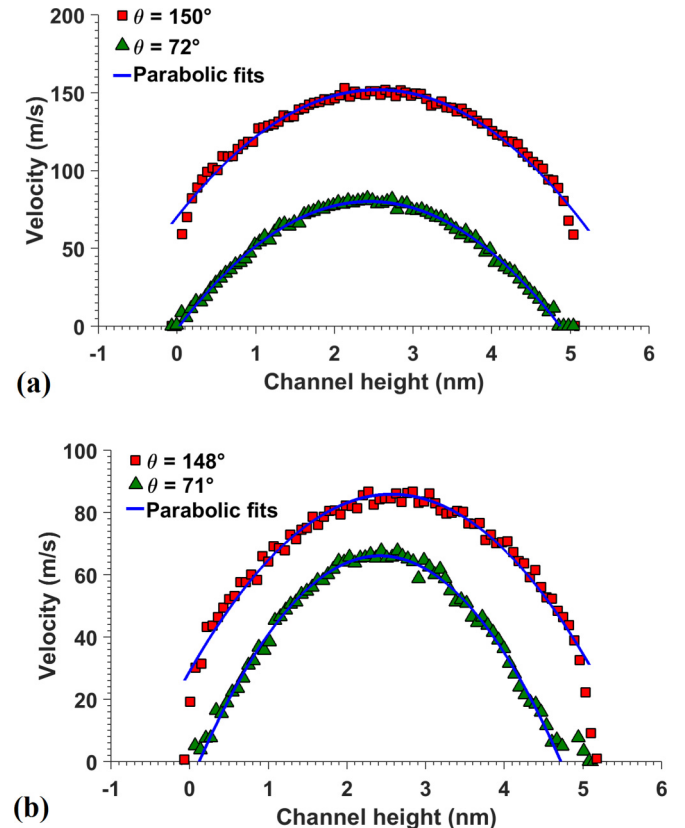 200
θ = 150°
θ = 72°
Parabolic fits
150
Velocity (m/s)
100
50
0
-1 0 1 2 3 4 5 6
Channel height (nm)
(a)
100
θ = 148°
θ = 71°
Parabolic fits
80
Velocity (m/s)
60
40
20
0
-1 0 1 2 3 4 5 6
Channel height (nm)
(b)